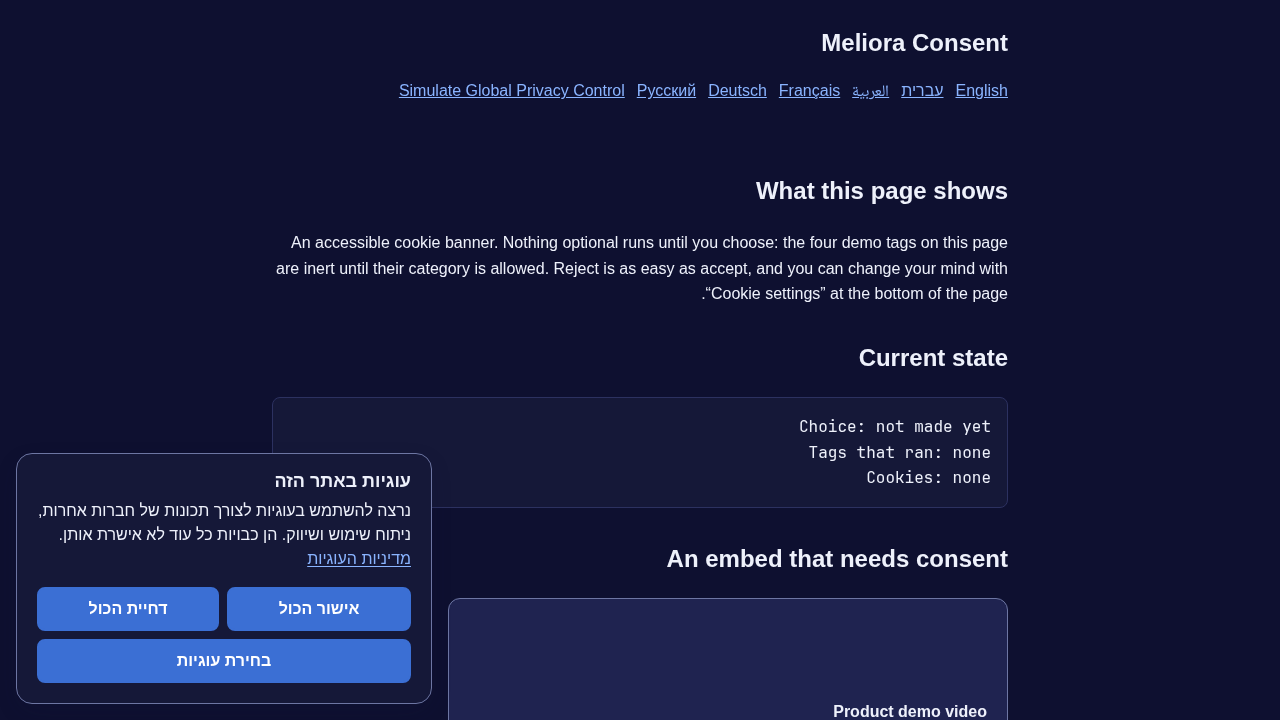 Meliora Consent
English עברית العربية Français Deutsch Русский Simulate Global Privacy Control
What this page shows
An accessible cookie banner. Nothing optional runs until you choose: the four demo tags on this page
are inert until their category is allowed. Reject is as easy as accept, and you can change your mind with
“Cookie settings” at the bottom of the page.
Current state
Choice: not made yet
Tags that ran: none
Cookies: none
An embed that needs consent
Product demo video
עוגיות באתר הזה
נרצה להשתמש בעוגיות לצורך תכונות של חברות אחרות,
ניתוח שימוש ושיווק. הן כבויות כל עוד לא אישרת אותן.
מדיניות העוגיות
אישור הכול
דחיית הכול
בחירת עוגיות